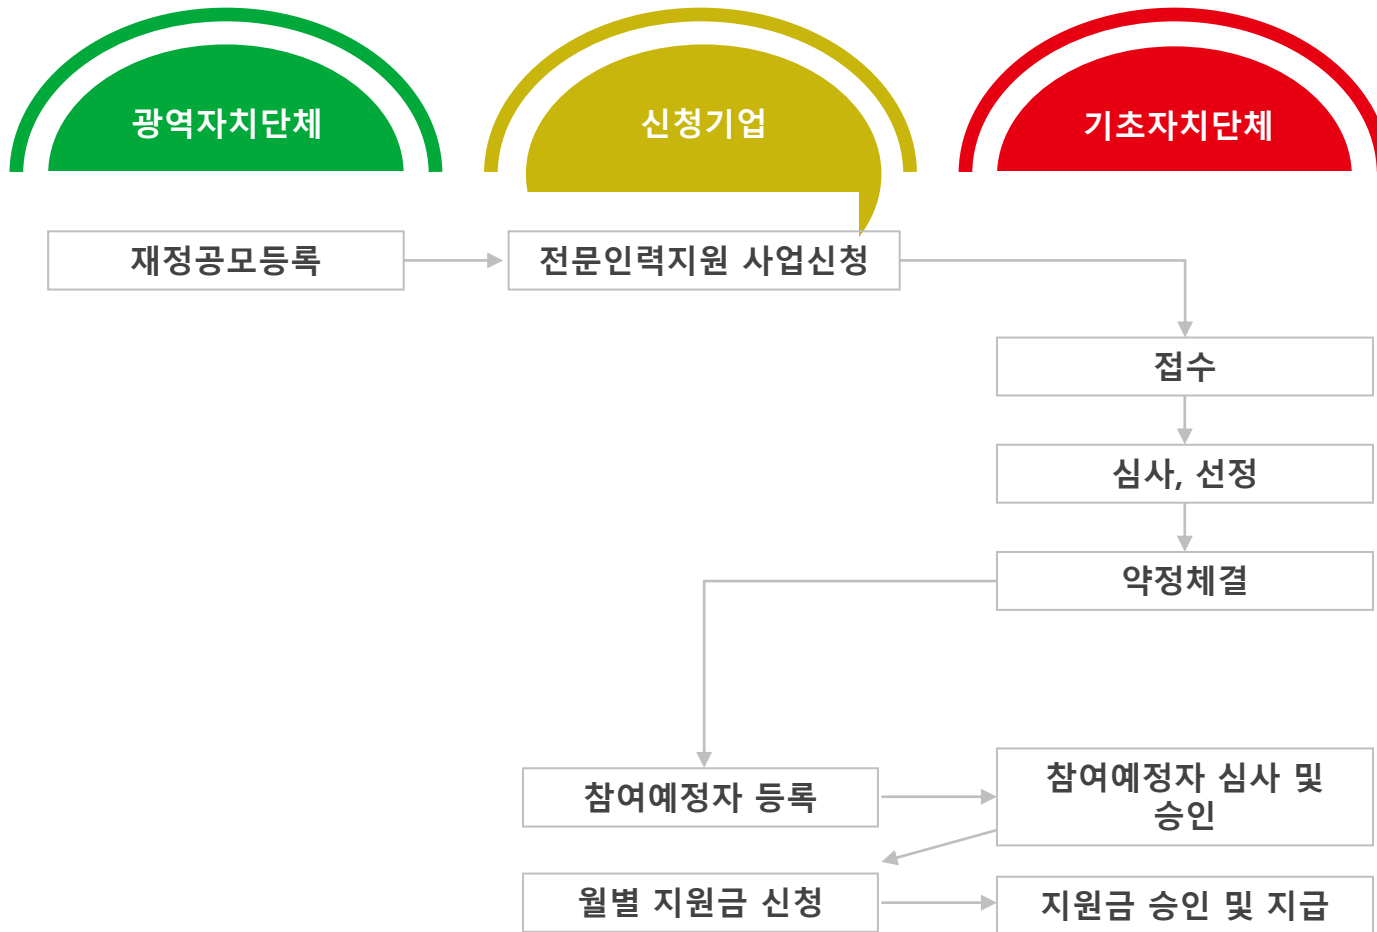 광역자치단체
신청기업
기초자치단체
재정공모등록
전문인력지원 사업신청
접수
심사, 선정
약정체결
참여예정자 등록
참여예정자 심사 및
승인
월별 지원금 신청
지원금 승인 및 지급